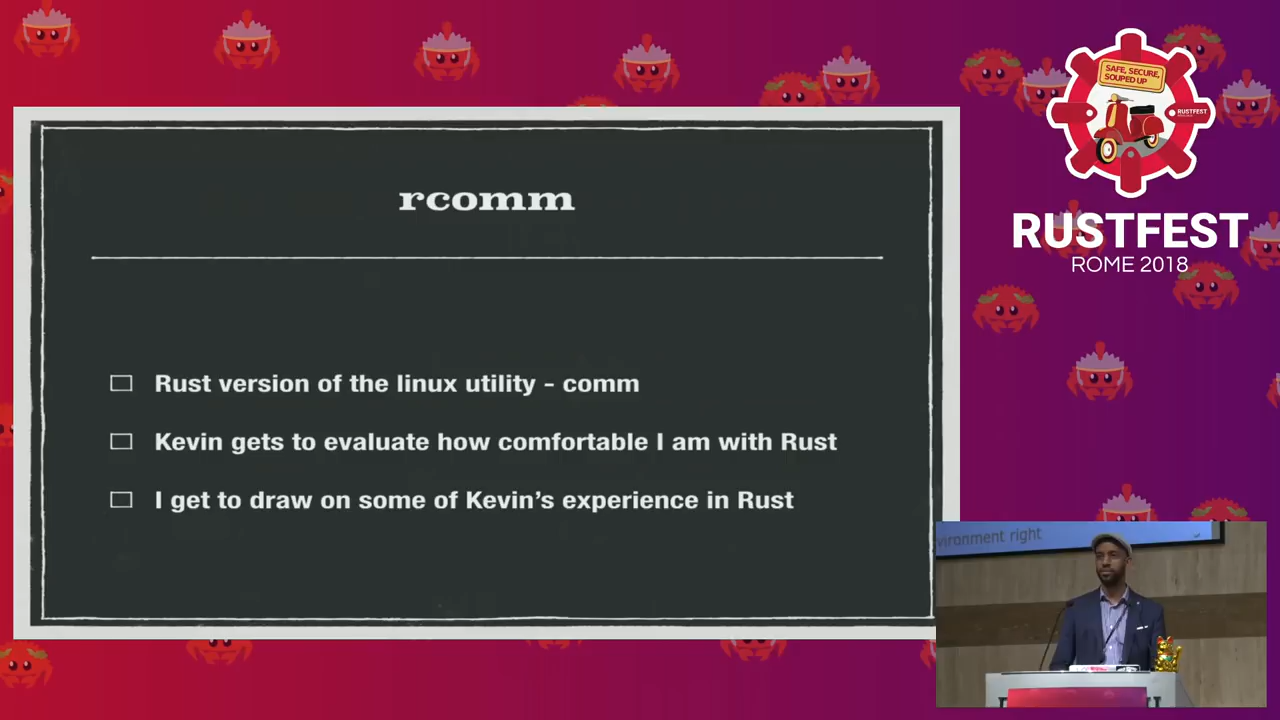 rcomm
Rust version of the linux utility - comm
Kevin gets to evaluate how comfortable I am with Rust
I get to draw on some of Kevin's experience in Rust
SAFE, SECURE,
SOUPED UP
RUSTFEST
RUSTFEST
ROME 2018
vironment right